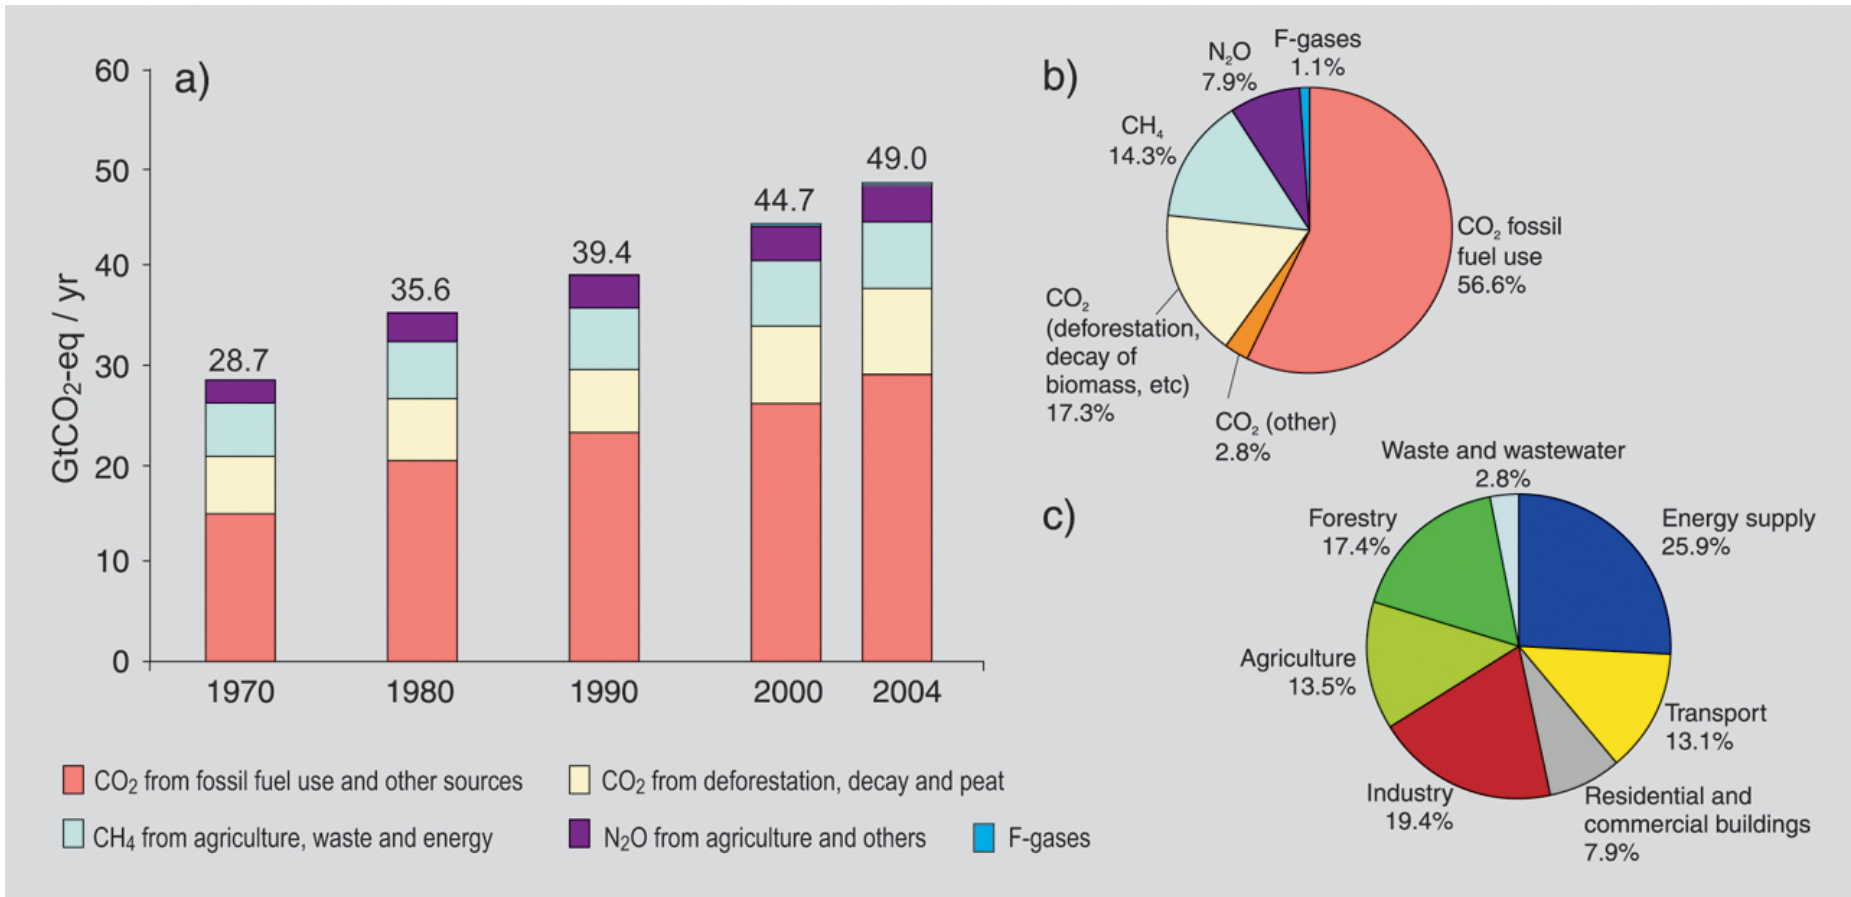 a)
60
50
40
30
20
10
0
GtCO₂-eq / yr
28.7
35.6
39.4
44.7
49.0
1970
1980
1990
2000
2004
CO₂ from fossil fuel use and other sources
CO₂ from deforestation, decay and peat
CH₄ from agriculture, waste and energy
N₂O from agriculture and others
F-gases
b)
F-gases
1.1%
N₂O
7.9%
CH₄
14.3%
CO₂ fossil
fuel use
56.6%
CO₂
(deforestation,
decay of
biomass, etc)
17.3%
CO₂ (other)
2.8%
c)
Waste and wastewater
2.8%
Forestry
17.4%
Energy supply
25.9%
Agriculture
13.5%
Transport
13.1%
Industry
19.4%
Residential and
commercial buildings
7.9%